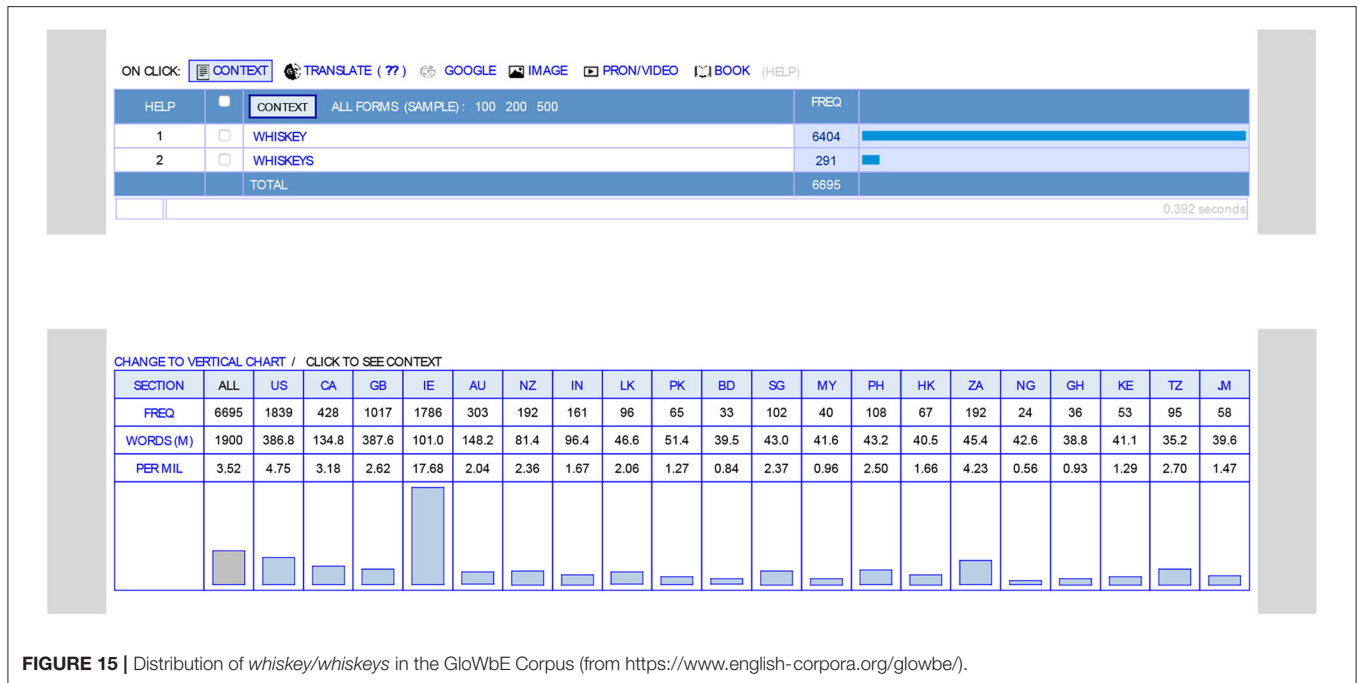 ON CLICK: CONTEXT TRANSLATE ( ?? ) GOOGLE IMAGE PRON/VIDEO BOOK (HELP)
HELP CONTEXT ALL FORMS (SAMPLE) : 100 200 500 FREQ
1 WHISKEY 6404
2 WHISKEYS 291
TOTAL 6695
0.392 seconds
CHANGE TO VERTICAL CHART / CLICK TO SEE CONTEXT
SECTION ALL US CA GB IE AU NZ IN LK PK BD SG MY PH HK ZA NG GH KE TZ JM
FREQ 6695 1839 428 1017 1786 303 192 161 96 65 33 102 40 108 67 192 24 36 53 95 58
WORDS (M) 1900 386.8 134.8 387.6 101.0 148.2 81.4 96.4 46.6 51.4 39.5 43.0 41.6 43.2 40.5 45.4 42.6 38.8 41.1 35.2 39.6
PER MIL 3.52 4.75 3.18 2.62 17.68 2.04 2.36 1.67 2.06 1.27 0.84 2.37 0.96 2.50 1.66 4.23 0.56 0.93 1.29 2.70 1.47
FIGURE 15 | Distribution of whiskey/whiskeys in the GloWbE Corpus (from https://www.english-corpora.org/glowbe/).